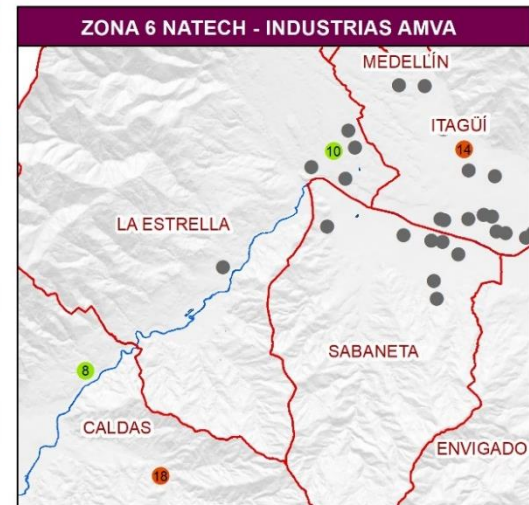 ZONA 6 NATECH - INDUSTRIAS AMVA
MEDELLÍN
ITAGÜÍ
10
14
LA ESTRELLA
SABANETA
8
CALDAS
ENVIGADO
18